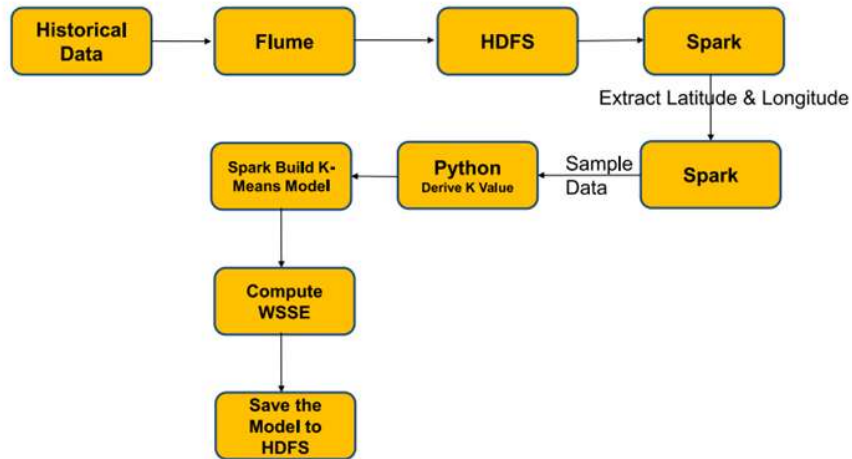 Historical
Data
Flume
HDFS
Spark
Extract Latitude & Longitude
Spark Build K-
Means Model
Python
Derive K Value
Sample
Data
Spark
Compute
WSSE
Save the
Model to
HDFS